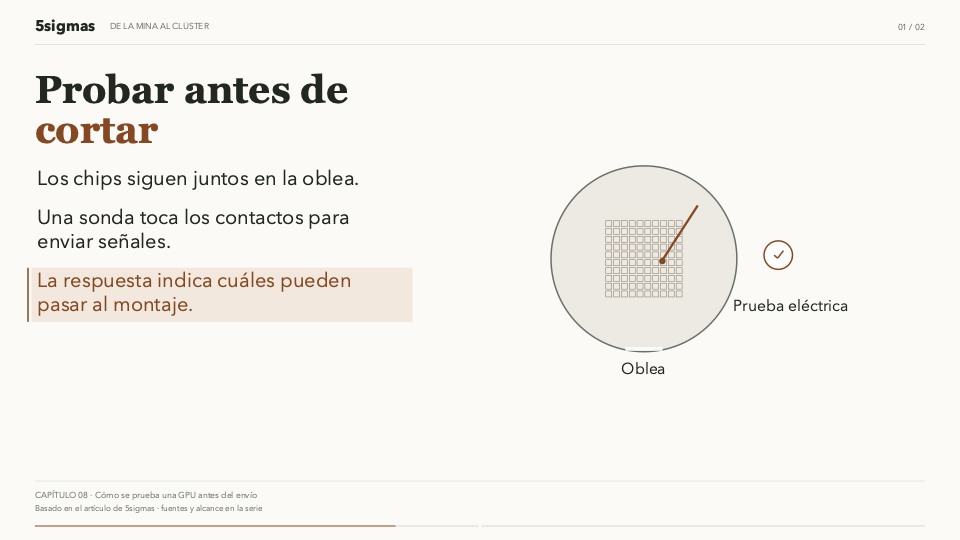 5sigmas
DE LA MINA AL CLÚSTER
01 / 02
Probar antes de
cortar
Los chips siguen juntos en la oblea.
Una sonda toca los contactos para
enviar señales.
La respuesta indica cuáles pueden
pasar al montaje.
Prueba eléctrica
Oblea
CAPÍTULO 08 · Cómo se prueba una GPU antes del envío
Basado en el artículo de 5sigmas · fuentes y alcance en la serie